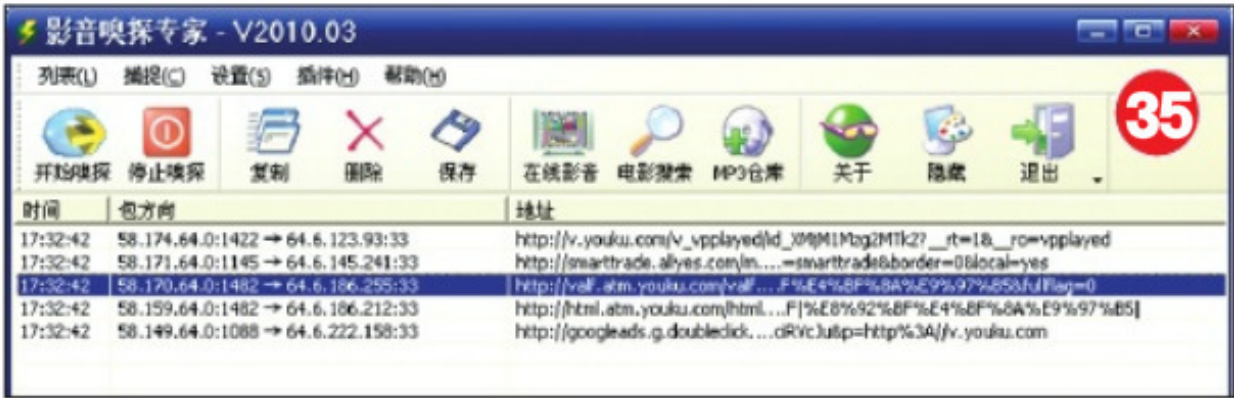 影音嗅探专家 - V2010.03
列表(L) 捕捉(C) 设置(S) 插件(H) 帮助(H)
35
开始嗅探 停止嗅探 复制 删除 保存 在线影音 电影搜索 MP3仓库 关于 隐藏 退出
时间 包方向 地址
17:32:42 58.174.64.0:1422 → 64.6.123.93:33 http://v.youku.com/v_vpplayed/id_XMjM1Mzg2MTk2?__rt=1&__ro=vpplayed
17:32:42 58.171.64.0:1145 → 64.6.145.241:33 http://smarttrade.allyes.com/m....=smarttrade&border=0&local=yes
17:32:42 58.170.64.0:1482 → 64.6.186.255:33 http://valf.atm.youku.com/valf....F%E4%BF%8A%E9%97%B5&fullflag=0
17:32:42 58.159.64.0:1482 → 64.6.186.212:33 http://html.atm.youku.com/html....F|%E8%92%BF%E4%BF%8A%E9%97%B5|
17:32:42 58.149.64.0:1088 → 64.6.222.158:33 http://googleads.g.doubleclick....ciRVcJu&p=http%3A//v.youku.com